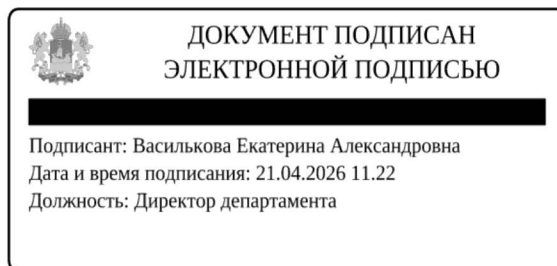 ДОКУМЕНТ ПОДПИСАН
ЭЛЕКТРОННОЙ ПОДПИСЬЮ
Подписант: Василькова Екатерина Александровна
Дата и время подписания: 21.04.2026 11.22
Должность: Директор департамента